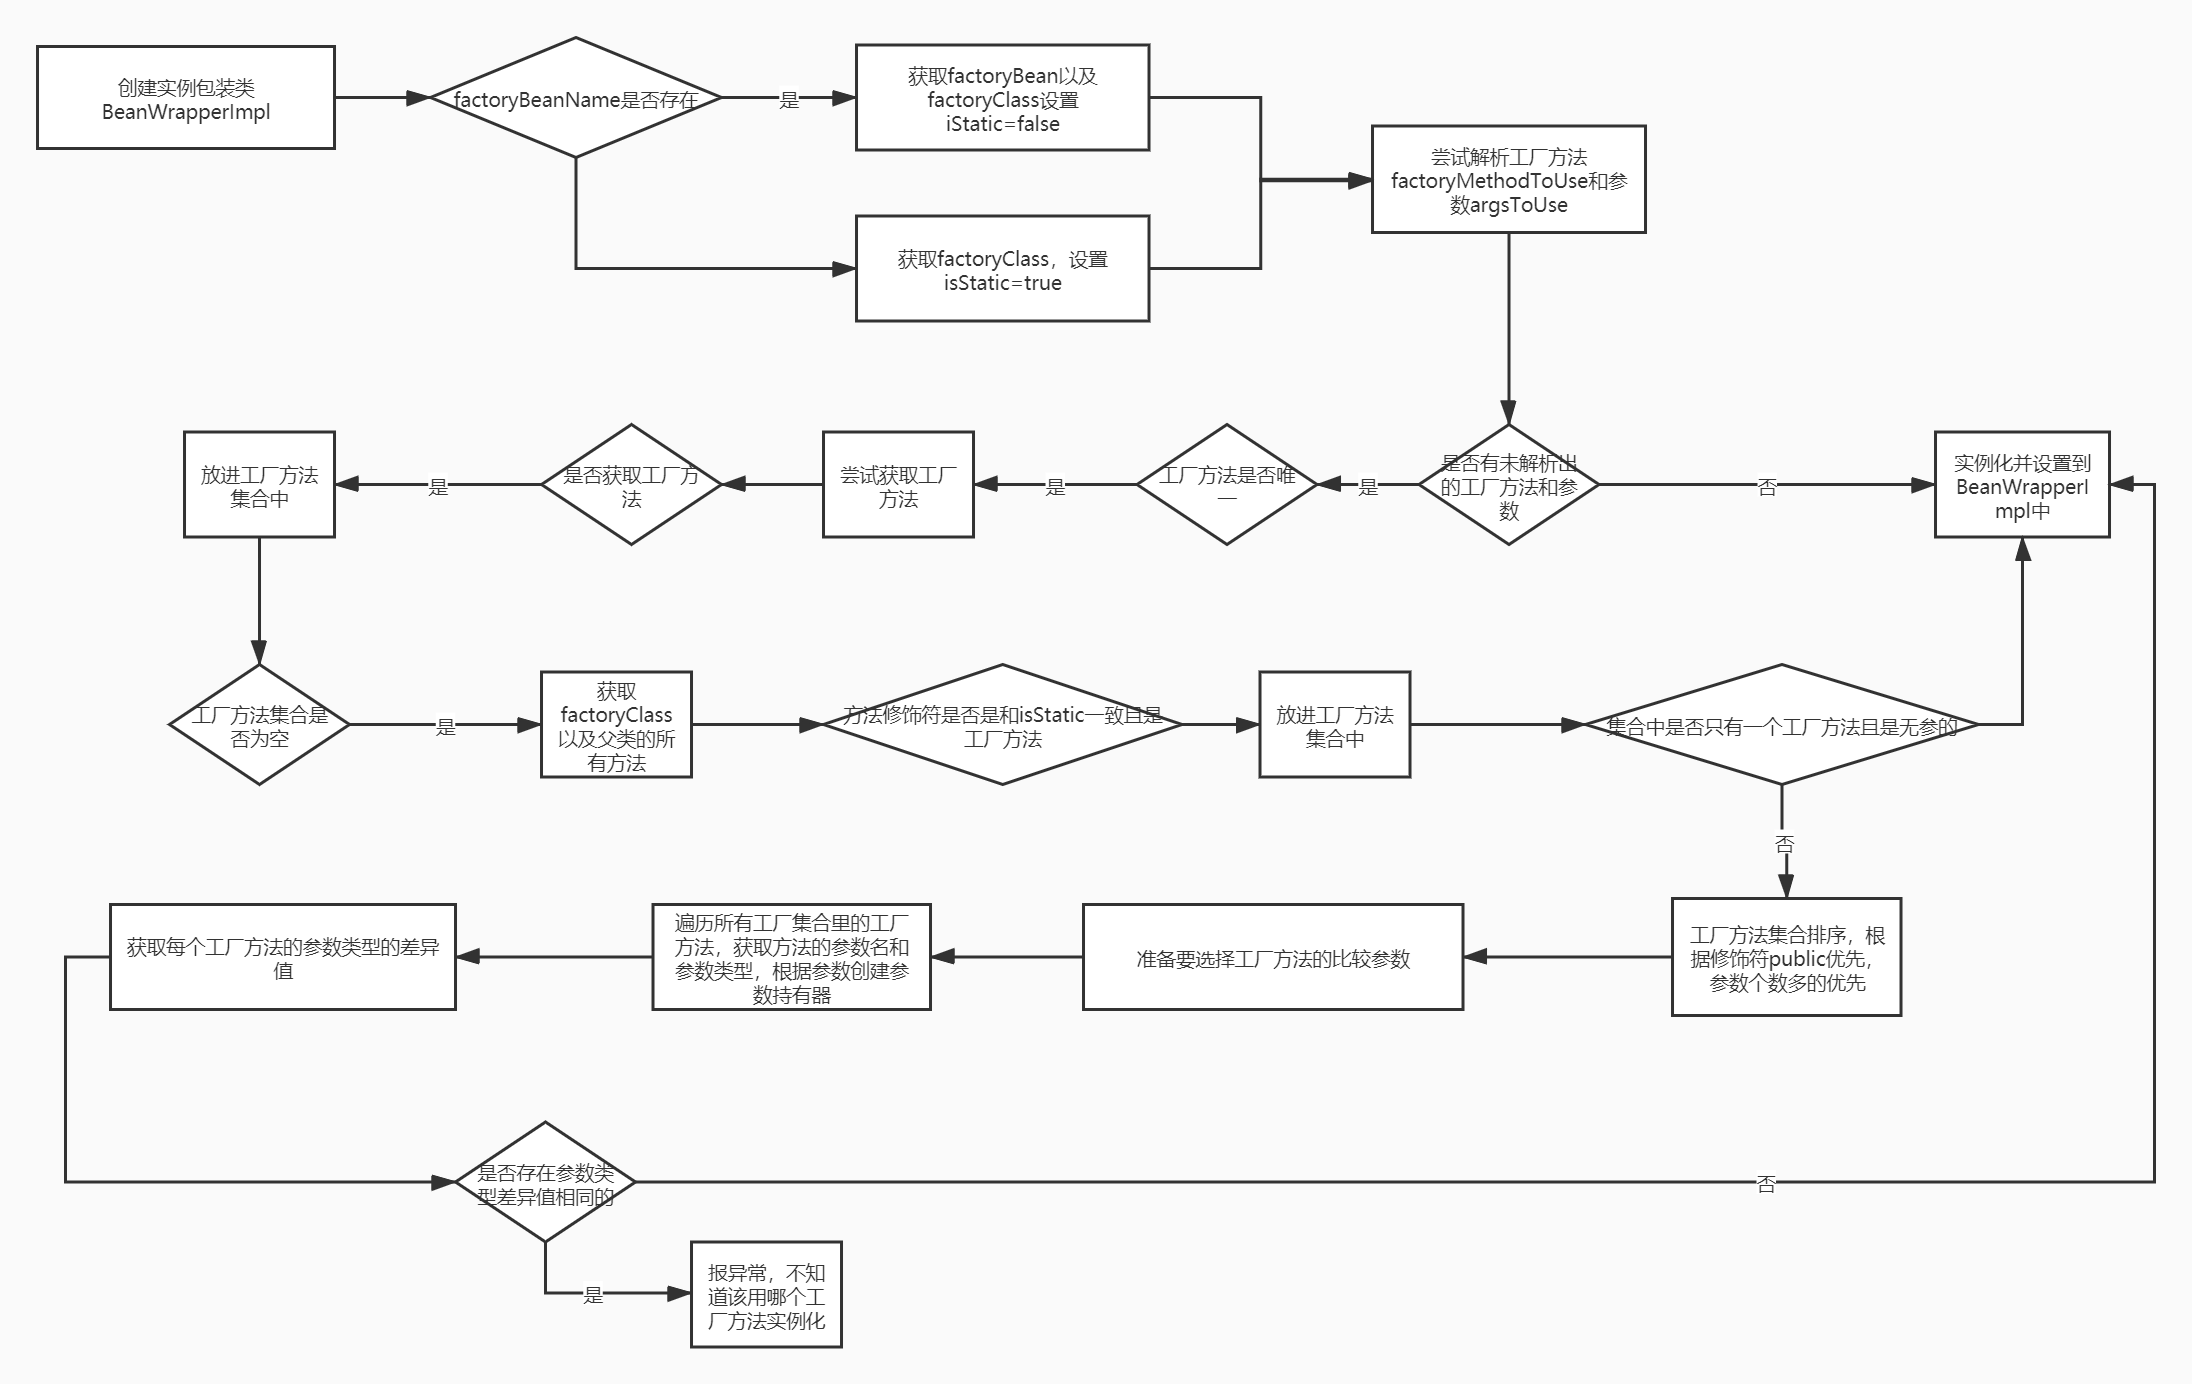 创建实例包装类
BeanWrapperImpl
factoryBeanName是否存在
是
获取factoryBean以及
factoryClass设置
iStatic=false
获取factoryClass，设置
isStatic=true
尝试解析工厂方法
factoryMethodToUse和参
数argsToUse
是否有未解析出
的工厂方法和参
数
否
实例化并设置到
BeanWrapperI
mpl中
是
工厂方法是否唯
一
是
尝试获取工厂
方法
是否获取工厂方
法
是
放进工厂方法
集合中
工厂方法集合是
否为空
是
获取
factoryClass
以及父类的所
有方法
方法修饰符是否是和isStatic一致且是
工厂方法
放进工厂方法
集合中
集合中是否只有一个工厂方法且是无参的
否
工厂方法集合排序，根
据修饰符public优先，
参数个数多的优先
准备要选择工厂方法的比较参数
遍历所有工厂集合里的工厂
方法，获取方法的参数名和
参数类型，根据参数创建参
数持有器
获取每个工厂方法的参数类型的差异
值
是否存在参数类
型差异值相同的
否
是
报异常，不知
道该用哪个工
厂方法实例化